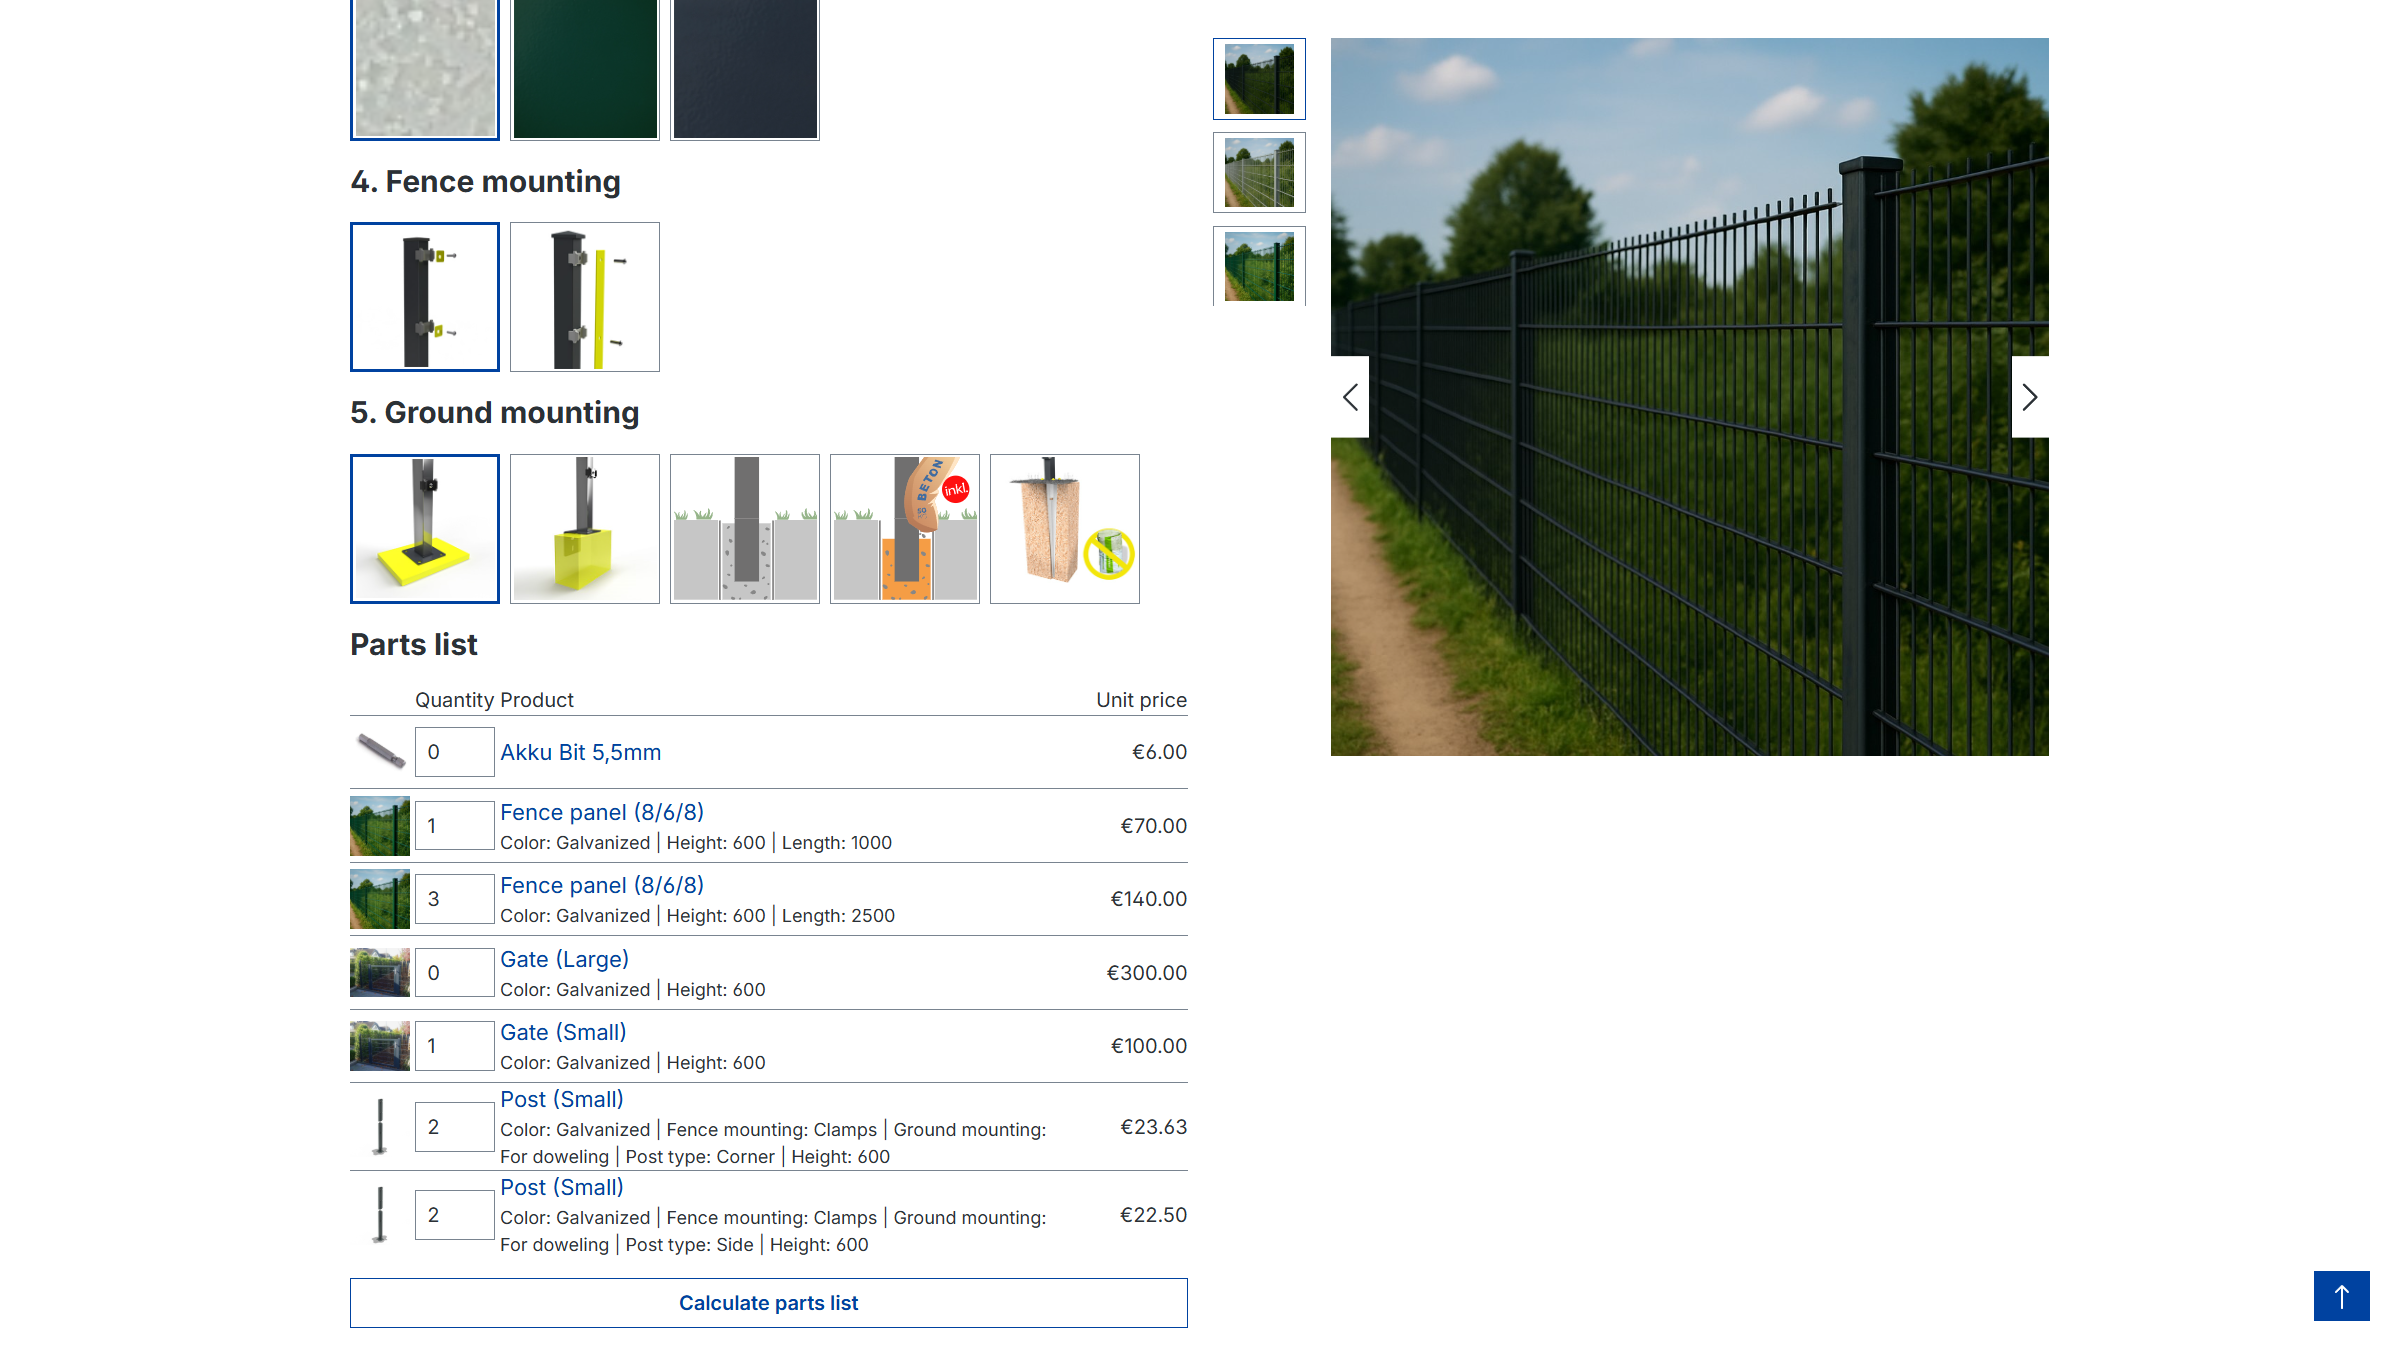 4. Fence mounting
5. Ground mounting
BETON
inkl.
Parts list
Quantity Product Unit price
0 Akku Bit 5,5mm €6.00
1 Fence panel (8/6/8) €70.00
Color: Galvanized | Height: 600 | Length: 1000
3 Fence panel (8/6/8) €140.00
Color: Galvanized | Height: 600 | Length: 2500
0 Gate (Large) €300.00
Color: Galvanized | Height: 600
1 Gate (Small) €100.00
Color: Galvanized | Height: 600
2 Post (Small) €23.63
Color: Galvanized | Fence mounting: Clamps | Ground mounting:
For doweling | Post type: Corner | Height: 600
2 Post (Small) €22.50
Color: Galvanized | Fence mounting: Clamps | Ground mounting:
For doweling | Post type: Side | Height: 600
Calculate parts list